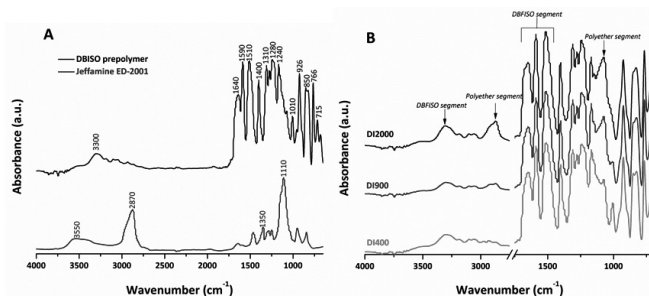 A
DBISO prepolymer
Jeffamine ED-2001
3300
1640
1590
1510
1400
1310
1280
1240
1010
926
850
766
715
3550
2870
1350
1110
Absorbance (a.u.)
4000 3500 3000 2500 2000 1500 1000
Wavenumber (cm-1)
B
DBFISO segment
Polyether segment
DBFISO segment
Polyether segment
DI2000
DI900
DI400
Absorbance (a.u.)
4000 3500 3000 1500 1000
Wavenumber (cm-1)